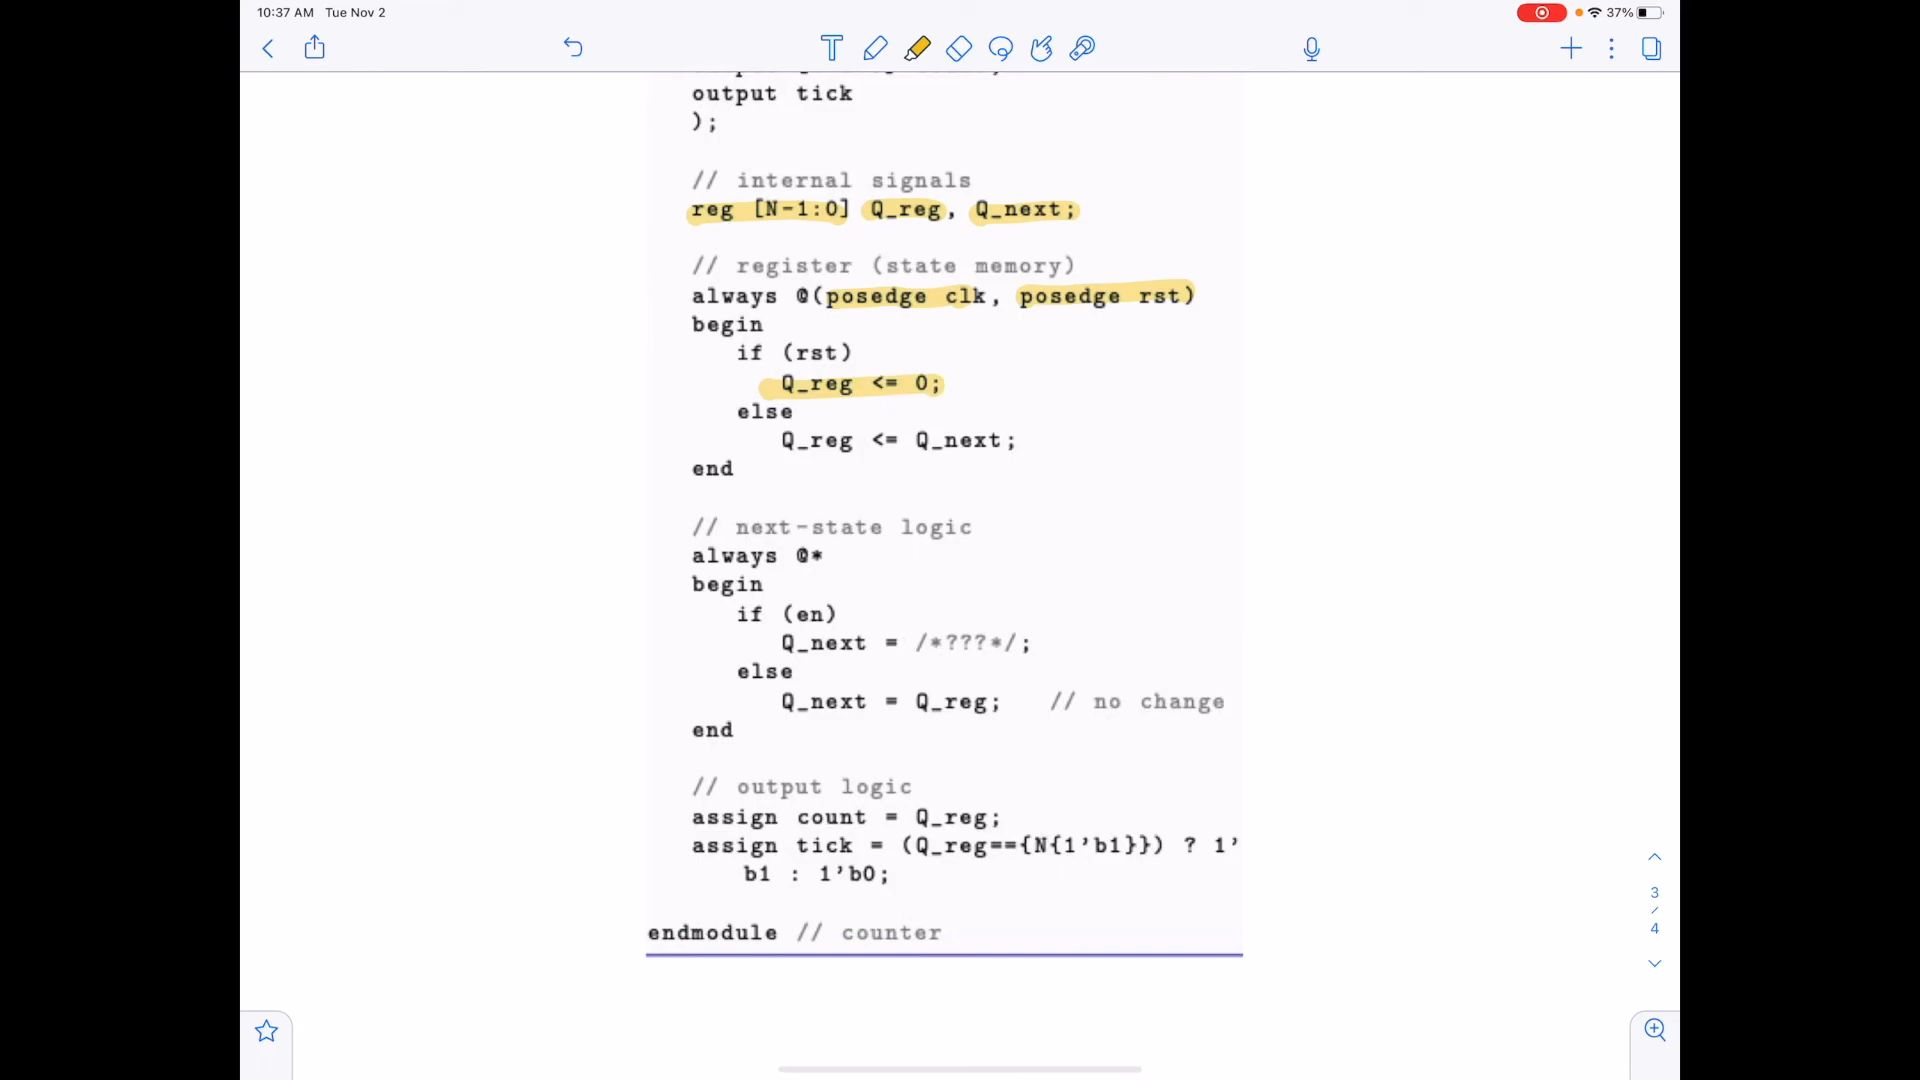 10:37 AM Tue Nov 2
37%
output tick
);
// internal signals
reg [N-1:0] Q_reg, Q_next;
// register (state memory)
always @(posedge clk, posedge rst)
begin
if (rst)
Q_reg <= 0;
else
Q_reg <= Q_next;
end
// next-state logic
always @*
begin
if (en)
Q_next = /*???*/;
else
Q_next = Q_reg; // no change
end
// output logic
assign count = Q_reg;
assign tick = (Q_reg=={N{1'b1}}) ? 1'
b1 : 1'b0;
endmodule // counter
3
/
4